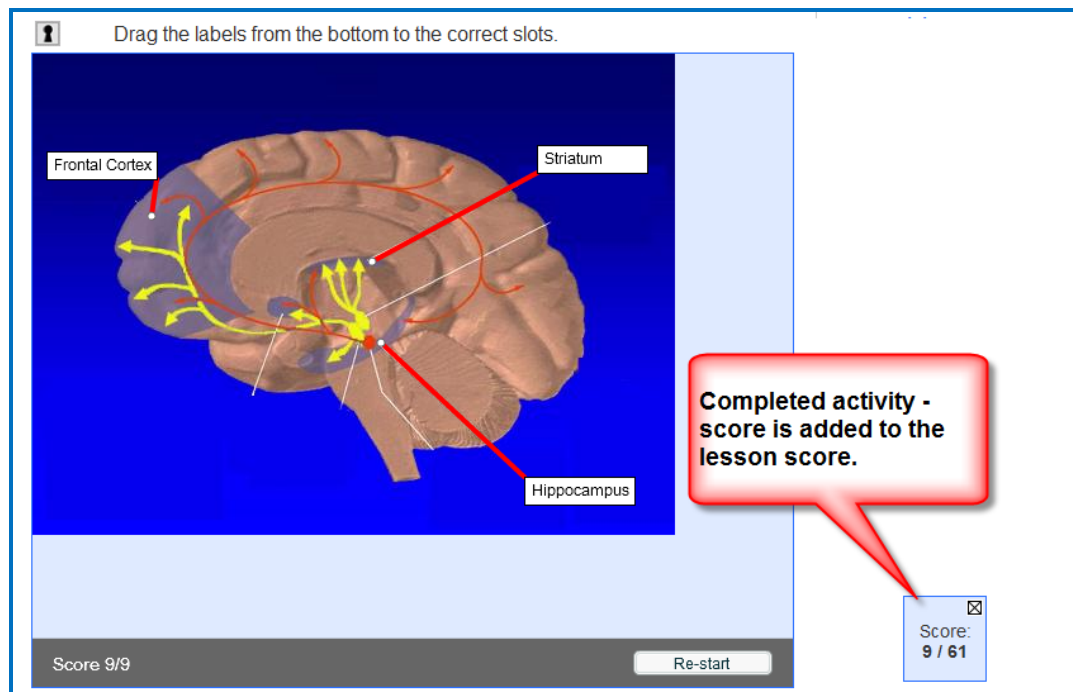 Drag the labels from the bottom to the correct slots.
Frontal Cortex
Striatum
Hippocampus
Completed activity -
score is added to the
lesson score.
Score:
9 / 61
Score 9/9
Re-start